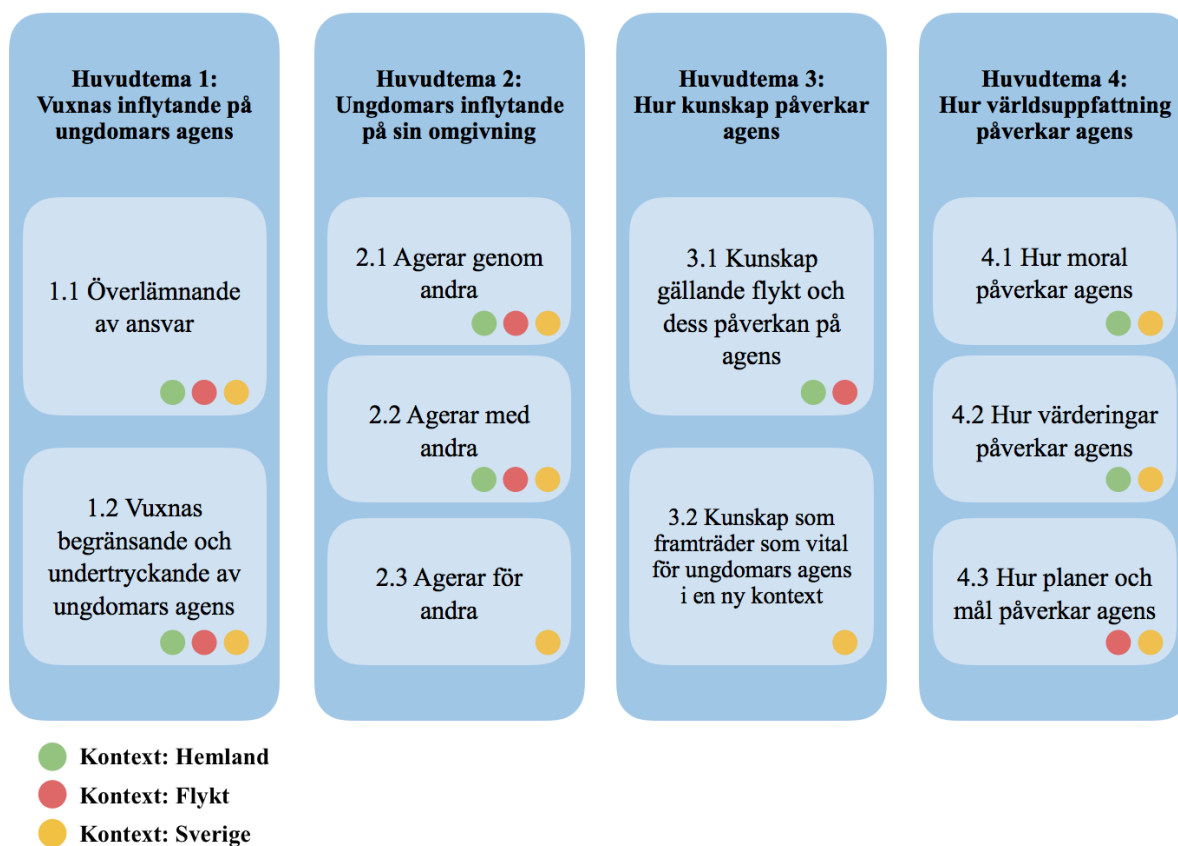 Huvudtema 1:
Vuxnas inflytande på
ungdomars agens
1.1 Överlämnande
av ansvar
1.2 Vuxnas
begränsande och
undertryckande av
ungdomars agens
Huvudtema 2:
Ungdomars inflytande
på sin omgivning
2.1 Agerar genom
andra
2.2 Agerar med
andra
2.3 Agerar för
andra
Huvudtema 3:
Hur kunskap påverkar
agens
3.1 Kunskap
gällande flykt och
dess påverkan på
agens
3.2 Kunskap som
framträder som vital
för ungdomars agens
i en ny kontext
Huvudtema 4:
Hur världsuppfattning
påverkar agens
4.1 Hur moral
påverkar agens
4.2 Hur värderingar
påverkar agens
4.3 Hur planer och
mål påverkar agens
Kontext: Hemland
Kontext: Flykt
Kontext: Sverige